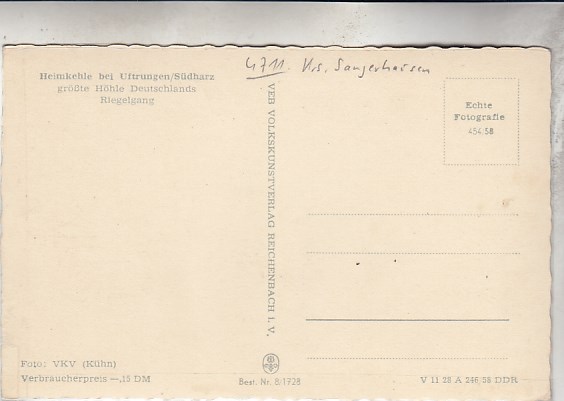 Heimkehle bei Uftrungen/Südharz
größte Höhle Deutschlands
Riegelgang
4711. Krs. Sangerhausen
Echte
Fotografie
454/58
VEB VOLKSKUNSTVERLAG REICHENBACH I. V.
Foto: VKV (Kühn)
Verbraucherpreis —,15 DM
Best. Nr. 8/1928
V 11 28 A 246/58 DDR